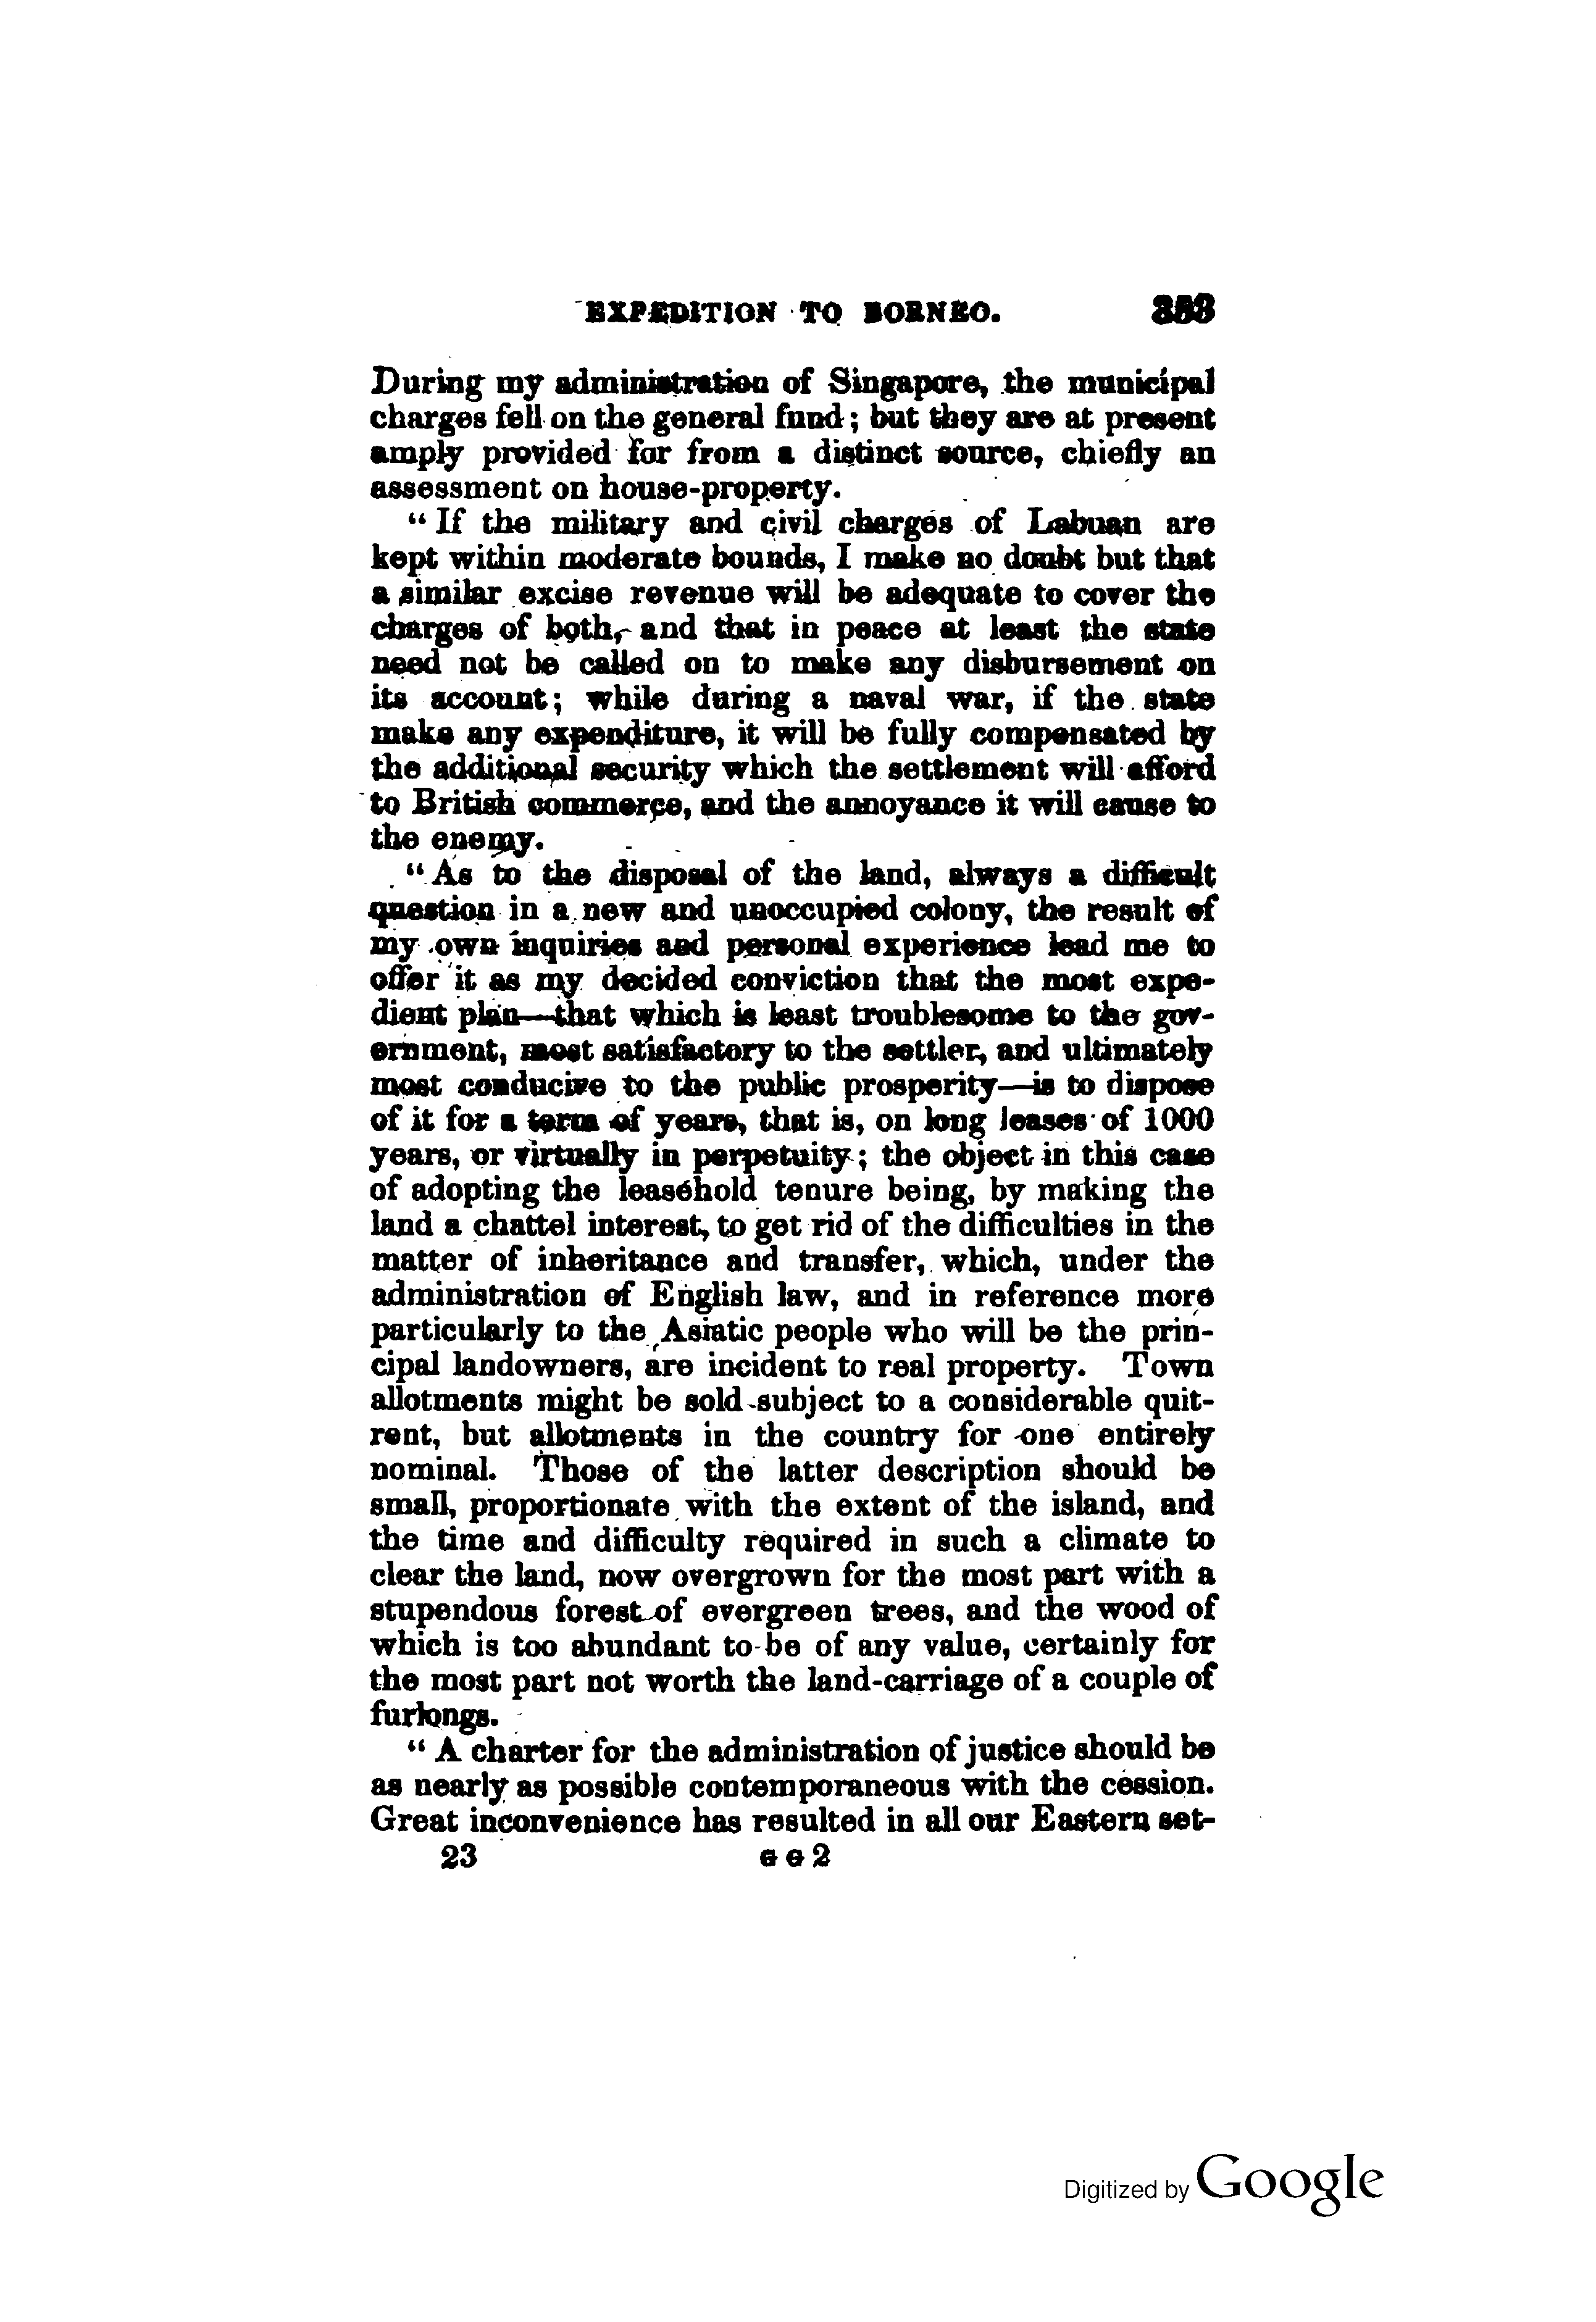 EXPEDITION TO BORNEO. 353
During my administration of Singapore, the municipal
charges fell on the general fund; but they are at present
amply provided for from a distinct source, chiefly an
assessment on house-property.
“If the military and civil charges of Labuan are
kept within moderate bounds, I make no doubt but that
a similar excise revenue will be adequate to cover the
charges of both, and that in peace at least the state
need not be called on to make any disbursement on
its account; while during a naval war, if the state
make any expenditure, it will be fully compensated by
the additional security which the settlement will afford
to British commerce, and the annoyance it will cause to
the enemy.
“As to the disposal of the land, always a difficult
question in a new and unoccupied colony, the result of
my own inquiries and personal experience lead me to
offer it as my decided conviction that the most expe-
dient plan—that which is least troublesome to the gov-
ernment, most satisfactory to the settler, and ultimately
most conducive to the public prosperity—is to dispose
of it for a term of years, that is, on long leases of 1000
years, or virtually in perpetuity; the object in this case
of adopting the leasehold tenure being, by making the
land a chattel interest, to get rid of the difficulties in the
matter of inheritance and transfer, which, under the
administration of English law, and in reference more
particularly to the Asiatic people who will be the prin-
cipal landowners, are incident to real property. Town
allotments might be sold subject to a considerable quit-
rent, but allotments in the country for one entirely
nominal. Those of the latter description should be
small, proportionate with the extent of the island, and
the time and difficulty required in such a climate to
clear the land, now overgrown for the most part with a
stupendous forest of evergreen trees, and the wood of
which is too abundant to be of any value, certainly for
the most part not worth the land-carriage of a couple of
furlongs.
“A charter for the administration of justice should be
as nearly as possible contemporaneous with the cession.
Great inconvenience has resulted in all our Eastern set-
23 G G 2
Digitized by Google